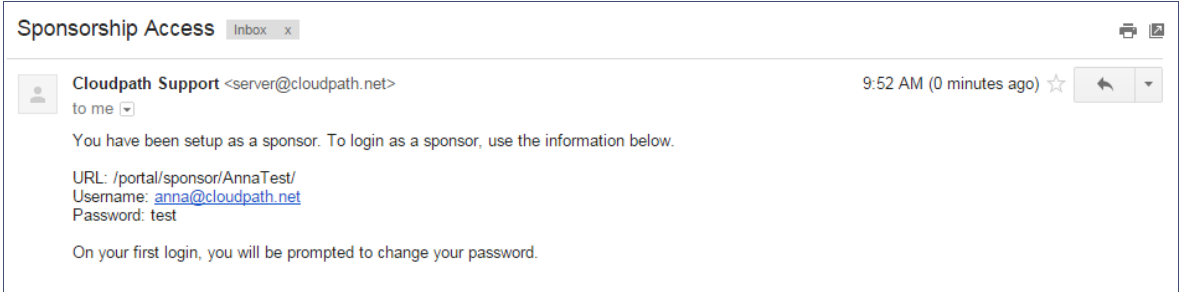 Sponsorship Access Inbox x
Cloudpath Support <server@cloudpath.net> 9:52 AM (0 minutes ago)
to me
You have been setup as a sponsor. To login as a sponsor, use the information below.
URL: /portal/sponsor/AnnaTest/
Username: anna@cloudpath.net
Password: test
On your first login, you will be prompted to change your password.